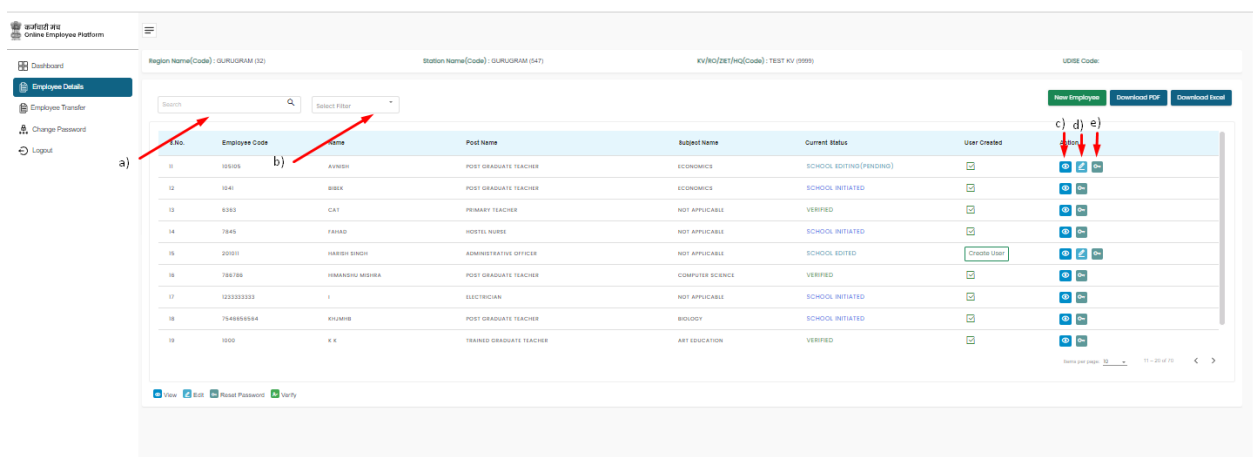 कर्मचारी मंच
Online Employee Platform
Region Name(Code) : GURUGRAM (32) Station Name(Code) : GURUGRAM (547) KV/RO/ZIET/HQ(Code) : TEST KV (9999) UDISE Code:
Dashboard
Employee Details
Employee Transfer
Change Password
Logout
Search Select Filter New Employee Download PDF Download Excel
a) b) c) d) e)
S.No. Employee Code Name Post Name Subject Name Current Status User Created Action
11 105105 AVNISH POST GRADUATE TEACHER ECONOMICS SCHOOL EDITING(PENDING)
12 1041 BIBEK POST GRADUATE TEACHER ECONOMICS SCHOOL INITIATED
13 6363 CAT PRIMARY TEACHER NOT APPLICABLE VERIFIED
14 7845 FAHAD HOSTEL NURSE NOT APPLICABLE SCHOOL INITIATED
15 201011 HARISH SINGH ADMINISTRATIVE OFFICER NOT APPLICABLE SCHOOL EDITED Create User
16 786786 HIMANSHU MISHRA POST GRADUATE TEACHER COMPUTER SCIENCE VERIFIED
17 1233333333 I ELECTRICIAN NOT APPLICABLE SCHOOL INITIATED
18 POST GRADUATE TEACHER BIOLOGY SCHOOL INITIATED
19 1000 K K TRAINED GRADUATE TEACHER ART EDUCATION VERIFIED
Items per page: 10
View Edit Reset Password Verify